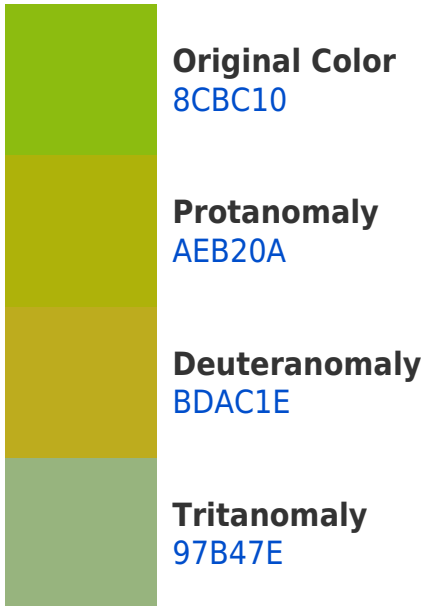 Original Color
8CBC10
Protanomaly
AEB20A
Deuteranomaly
BDAC1E
Tritanomaly
97B47E